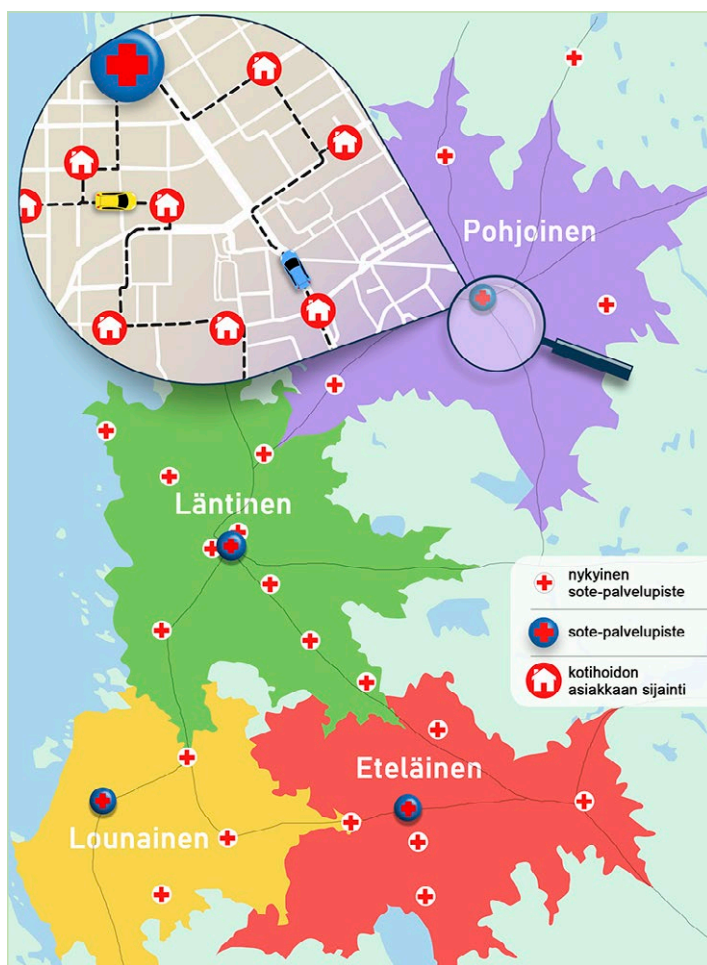 Pohjoinen
Läntinen
nykyinen
sote-palvelupiste
sote-palvelupiste
kotihoidon
asiakkaan sijainti
Eteläinen
Lounainen